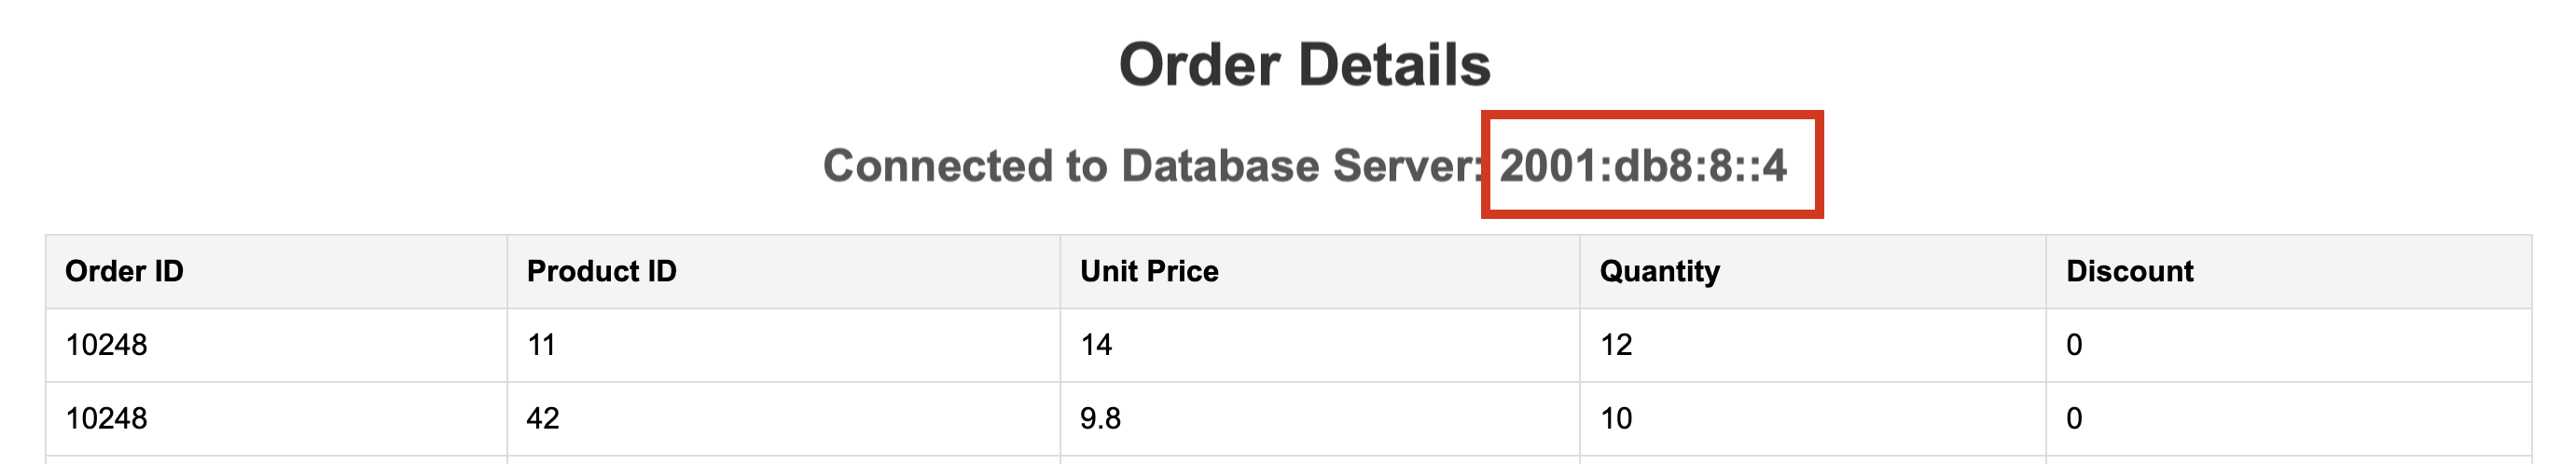 Order Details
Connected to Database Server: 2001:db8:8::4
Order ID Product ID Unit Price Quantity Discount
10248 11 14 12 0
10248 42 9.8 10 0